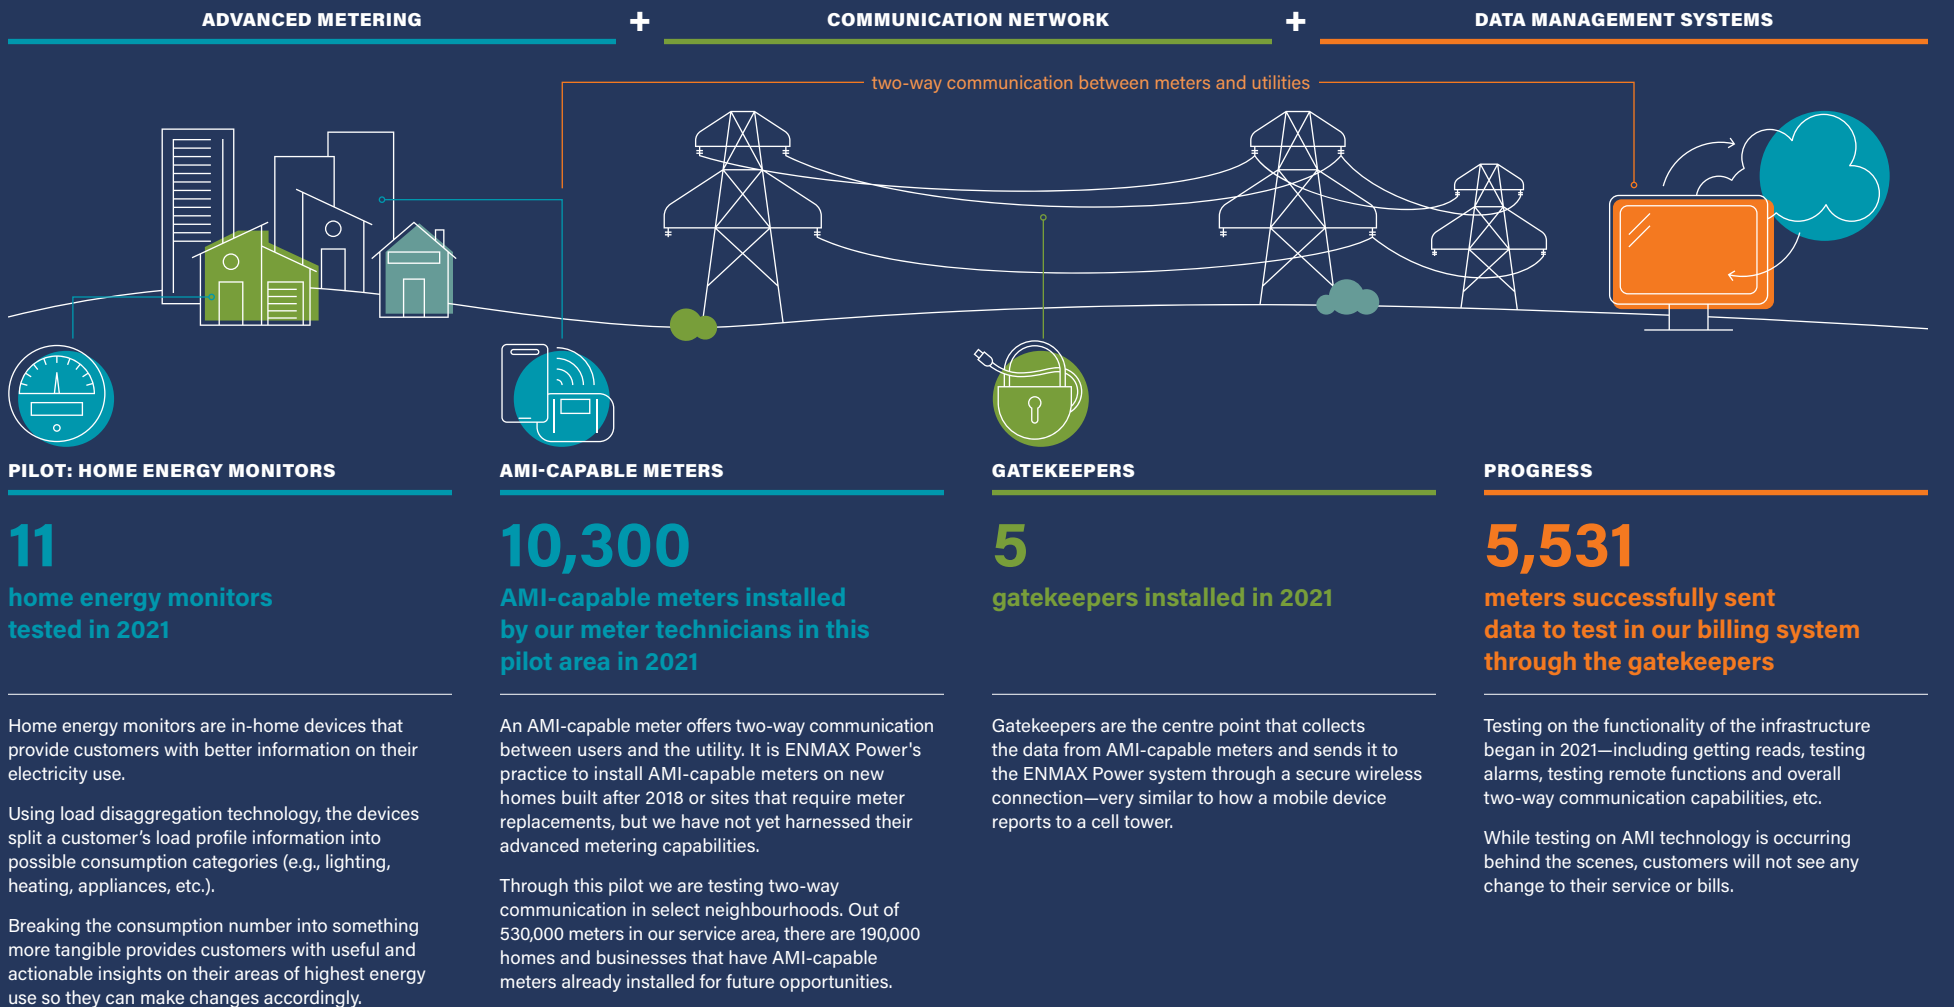 ADVANCED METERING
+
COMMUNICATION NETWORK
+
DATA MANAGEMENT SYSTEMS
two-way communication between meters and utilities
PILOT: HOME ENERGY MONITORS
11
home energy monitors
tested in 2021
Home energy monitors are in-home devices that
provide customers with better information on their
electricity use.
Using load disaggregation technology, the devices
split a customer’s load profile information into
possible consumption categories (e.g., lighting,
heating, appliances, etc.).
Breaking the consumption number into something
more tangible provides customers with useful and
actionable insights on their areas of highest energy
use so they can make changes accordingly.
AMI-CAPABLE METERS
10,300
AMI-capable meters installed
by our meter technicians in this
pilot area in 2021
An AMI-capable meter offers two-way communication
between users and the utility. It is ENMAX Power's
practice to install AMI-capable meters on new
homes built after 2018 or sites that require meter
replacements, but we have not yet harnessed their
advanced metering capabilities.
Through this pilot we are testing two-way
communication in select neighbourhoods. Out of
530,000 meters in our service area, there are 190,000
homes and businesses that have AMI-capable
meters already installed for future opportunities.
GATEKEEPERS
5
gatekeepers installed in 2021
Gatekeepers are the centre point that collects
the data from AMI-capable meters and sends it to
the ENMAX Power system through a secure wireless
connection—very similar to how a mobile device
reports to a cell tower.
PROGRESS
5,531
meters successfully sent
data to test in our billing system
through the gatekeepers
Testing on the functionality of the infrastructure
began in 2021—including getting reads, testing
alarms, testing remote functions and overall
two-way communication capabilities, etc.
While testing on AMI technology is occurring
behind the scenes, customers will not see any
change to their service or bills.